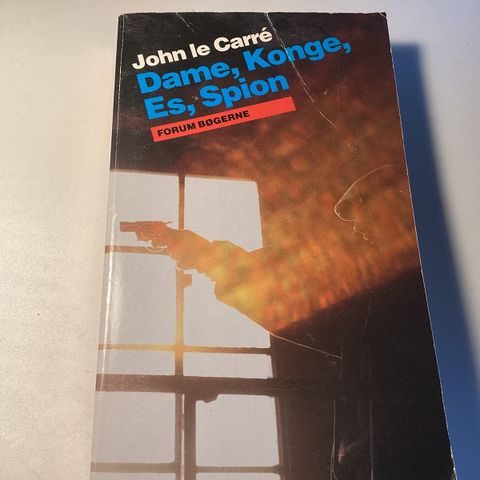 John le Carré
Dame, Konge,
Es, Spion
FORUM BØGERNE